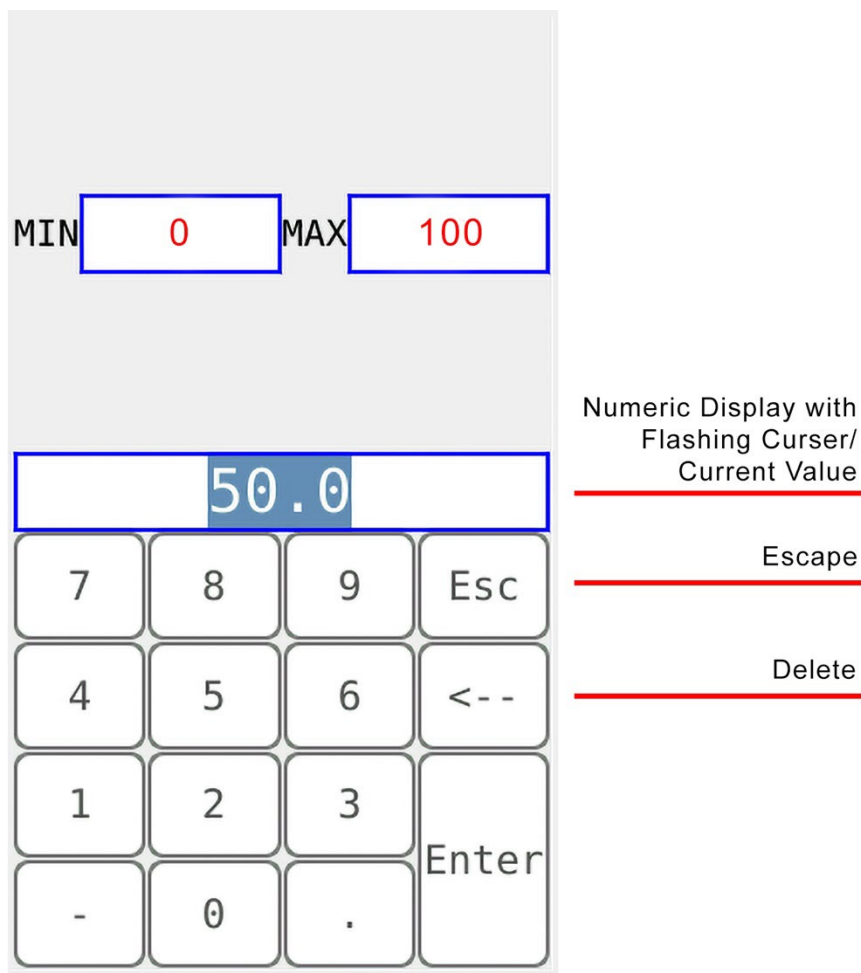 MIN 0 MAX 100
Numeric Display with
Flashing Curser/
Current Value
50.0
7 8 9 Esc
Escape
4 5 6 <--
Delete
1 2 3
Enter
- 0 .